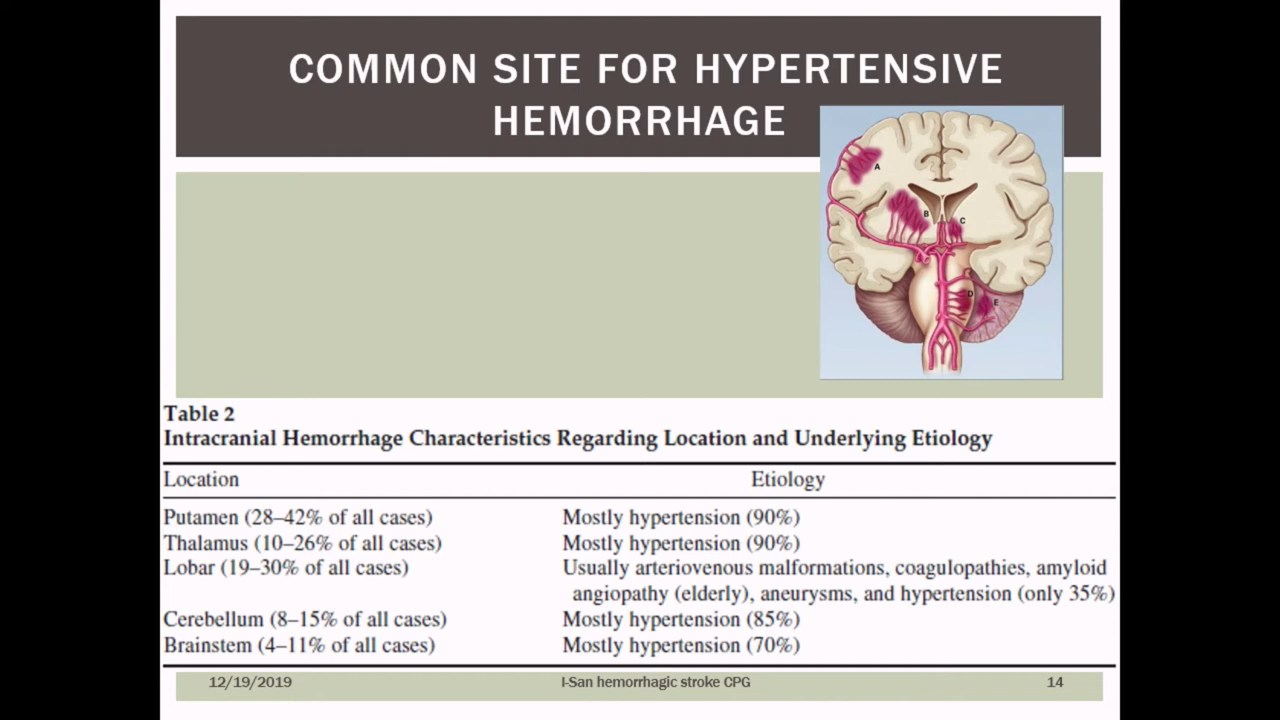 COMMON SITE FOR HYPERTENSIVE
HEMORRHAGE
A
B
C
D
E
Table 2
Intracranial Hemorrhage Characteristics Regarding Location and Underlying Etiology
Location Etiology
Putamen (28–42% of all cases) Mostly hypertension (90%)
Thalamus (10–26% of all cases) Mostly hypertension (90%)
Lobar (19–30% of all cases) Usually arteriovenous malformations, coagulopathies, amyloid
angiopathy (elderly), aneurysms, and hypertension (only 35%)
Cerebellum (8–15% of all cases) Mostly hypertension (85%)
Brainstem (4–11% of all cases) Mostly hypertension (70%)
12/19/2019 I-San hemorrhagic stroke CPG 14